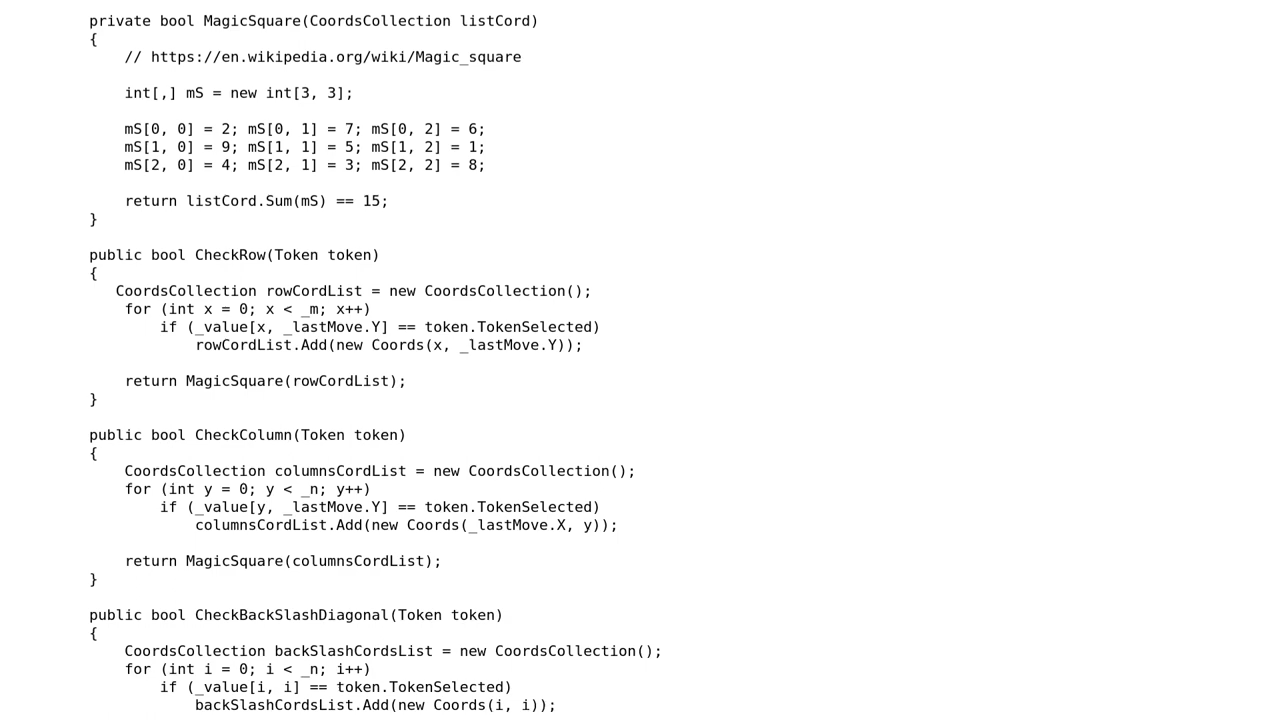 private bool MagicSquare(CoordsCollection listCord)
{
    // https://en.wikipedia.org/wiki/Magic_square

    int[,] mS = new int[3, 3];

    mS[0, 0] = 2; mS[0, 1] = 7; mS[0, 2] = 6;
    mS[1, 0] = 9; mS[1, 1] = 5; mS[1, 2] = 1;
    mS[2, 0] = 4; mS[2, 1] = 3; mS[2, 2] = 8;

    return listCord.Sum(mS) == 15;
}

public bool CheckRow(Token token)
{
   CoordsCollection rowCordList = new CoordsCollection();
    for (int x = 0; x < _m; x++)
        if (_value[x, _lastMove.Y] == token.TokenSelected)
            rowCordList.Add(new Coords(x, _lastMove.Y));

    return MagicSquare(rowCordList);
}

public bool CheckColumn(Token token)
{
    CoordsCollection columnsCordList = new CoordsCollection();
    for (int y = 0; y < _n; y++)
        if (_value[y, _lastMove.Y] == token.TokenSelected)
            columnsCordList.Add(new Coords(_lastMove.X, y));

    return MagicSquare(columnsCordList);
}

public bool CheckBackSlashDiagonal(Token token)
{
    CoordsCollection backSlashCordsList = new CoordsCollection();
    for (int i = 0; i < _n; i++)
        if (_value[i, i] == token.TokenSelected)
            backSlashCordsList.Add(new Coords(i, i));